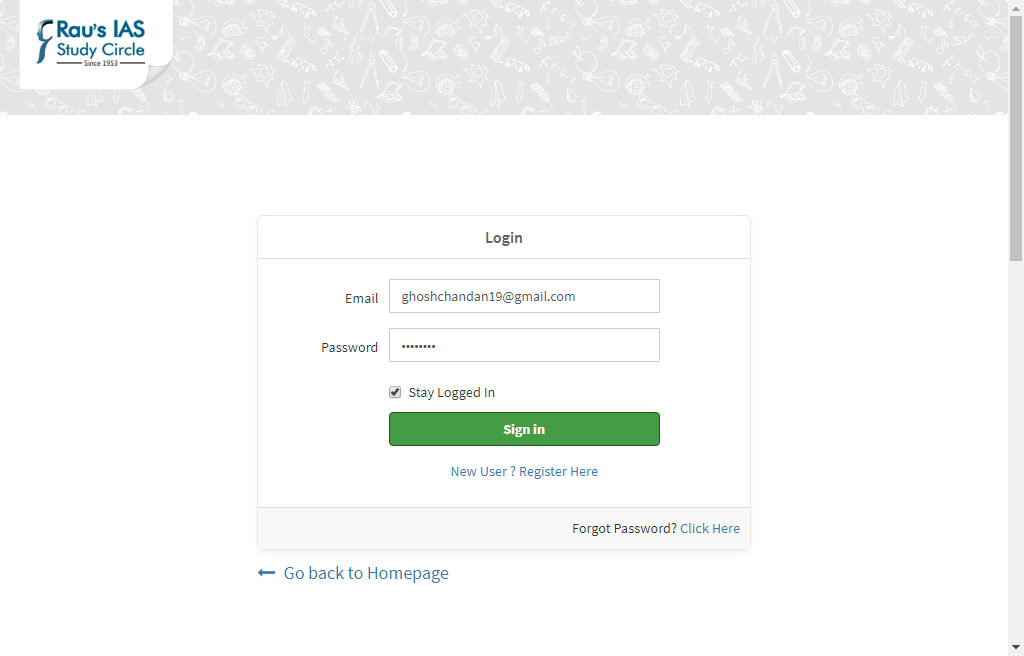 Rau's IAS
Study Circle
Since 1953
Login
Email ghoshchandan19@gmail.com
Password ••••••••
Stay Logged In
Sign in
New User ? Register Here
Forgot Password? Click Here
Go back to Homepage